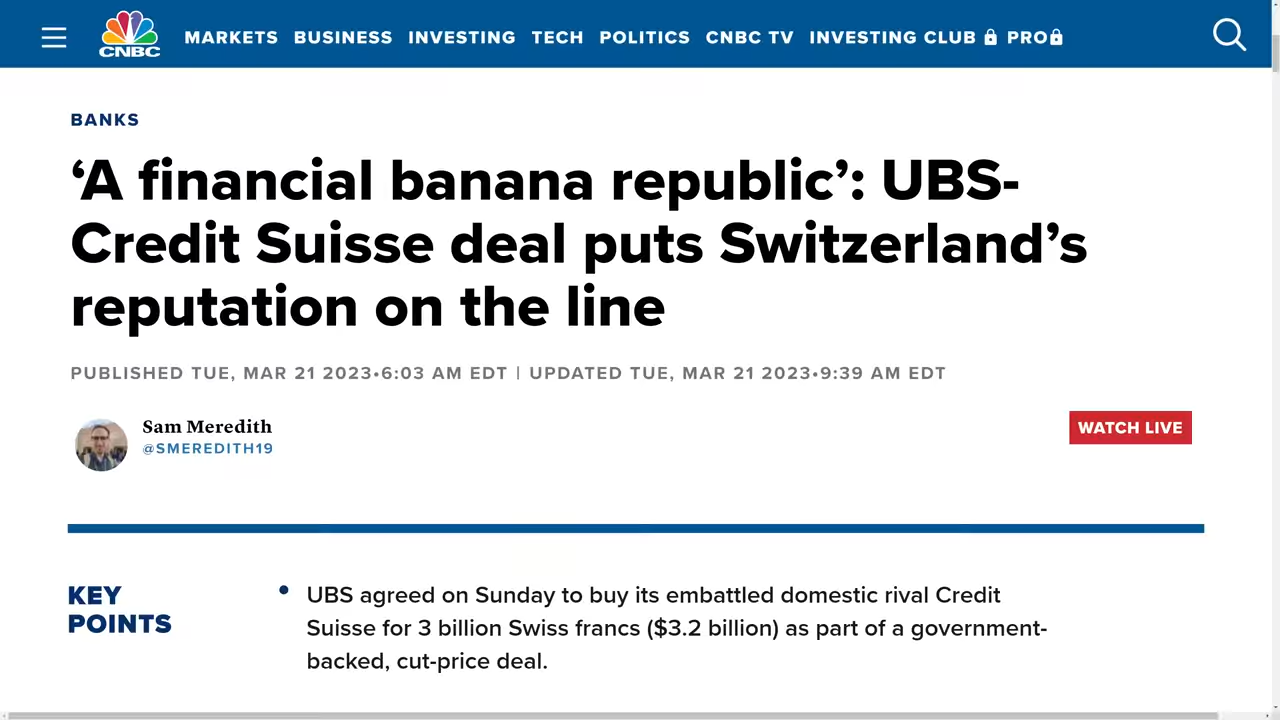 CNBC
MARKETS BUSINESS INVESTING TECH POLITICS CNBC TV INVESTING CLUB PRO
BANKS
‘A financial banana republic’: UBS-
Credit Suisse deal puts Switzerland’s
reputation on the line
PUBLISHED TUE, MAR 21 2023•6:03 AM EDT | UPDATED TUE, MAR 21 2023•9:39 AM EDT
Sam Meredith
@SMEREDITH19
WATCH LIVE
KEY
POINTS
• UBS agreed on Sunday to buy its embattled domestic rival Credit
Suisse for 3 billion Swiss francs ($3.2 billion) as part of a government-
backed, cut-price deal.